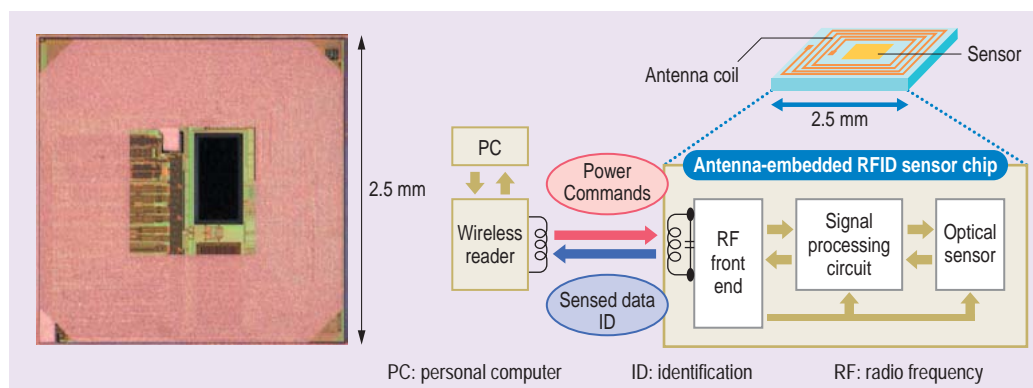 2.5 mm
Antenna coil
Sensor
2.5 mm
Antenna-embedded RFID sensor chip
PC
Wireless
reader
Power
Commands
Sensed data
ID
RF
front
end
Signal
processing
circuit
Optical
sensor
PC: personal computer
ID: identification
RF: radio frequency